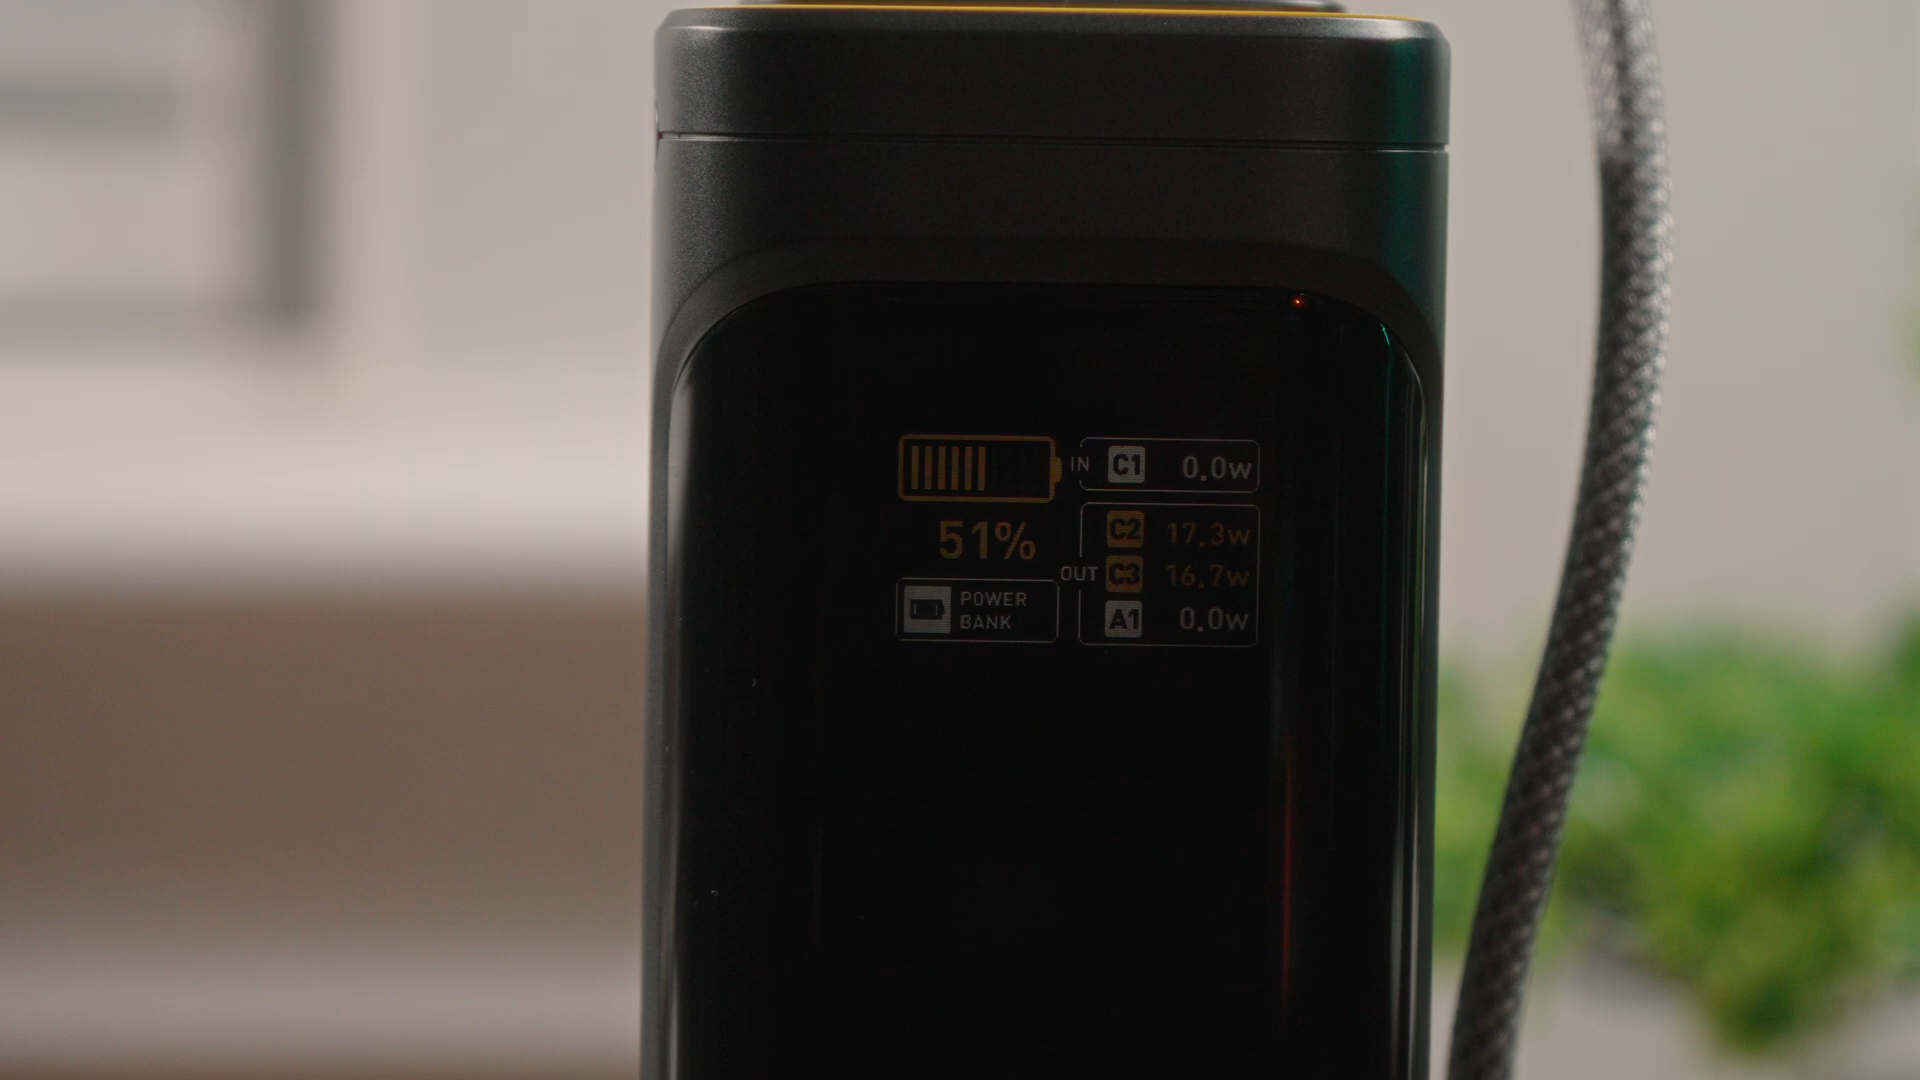 IN C1 0.0w
51%
C2 17.3w
OUT C3 16.7w
A1 0.0w
POWER
BANK